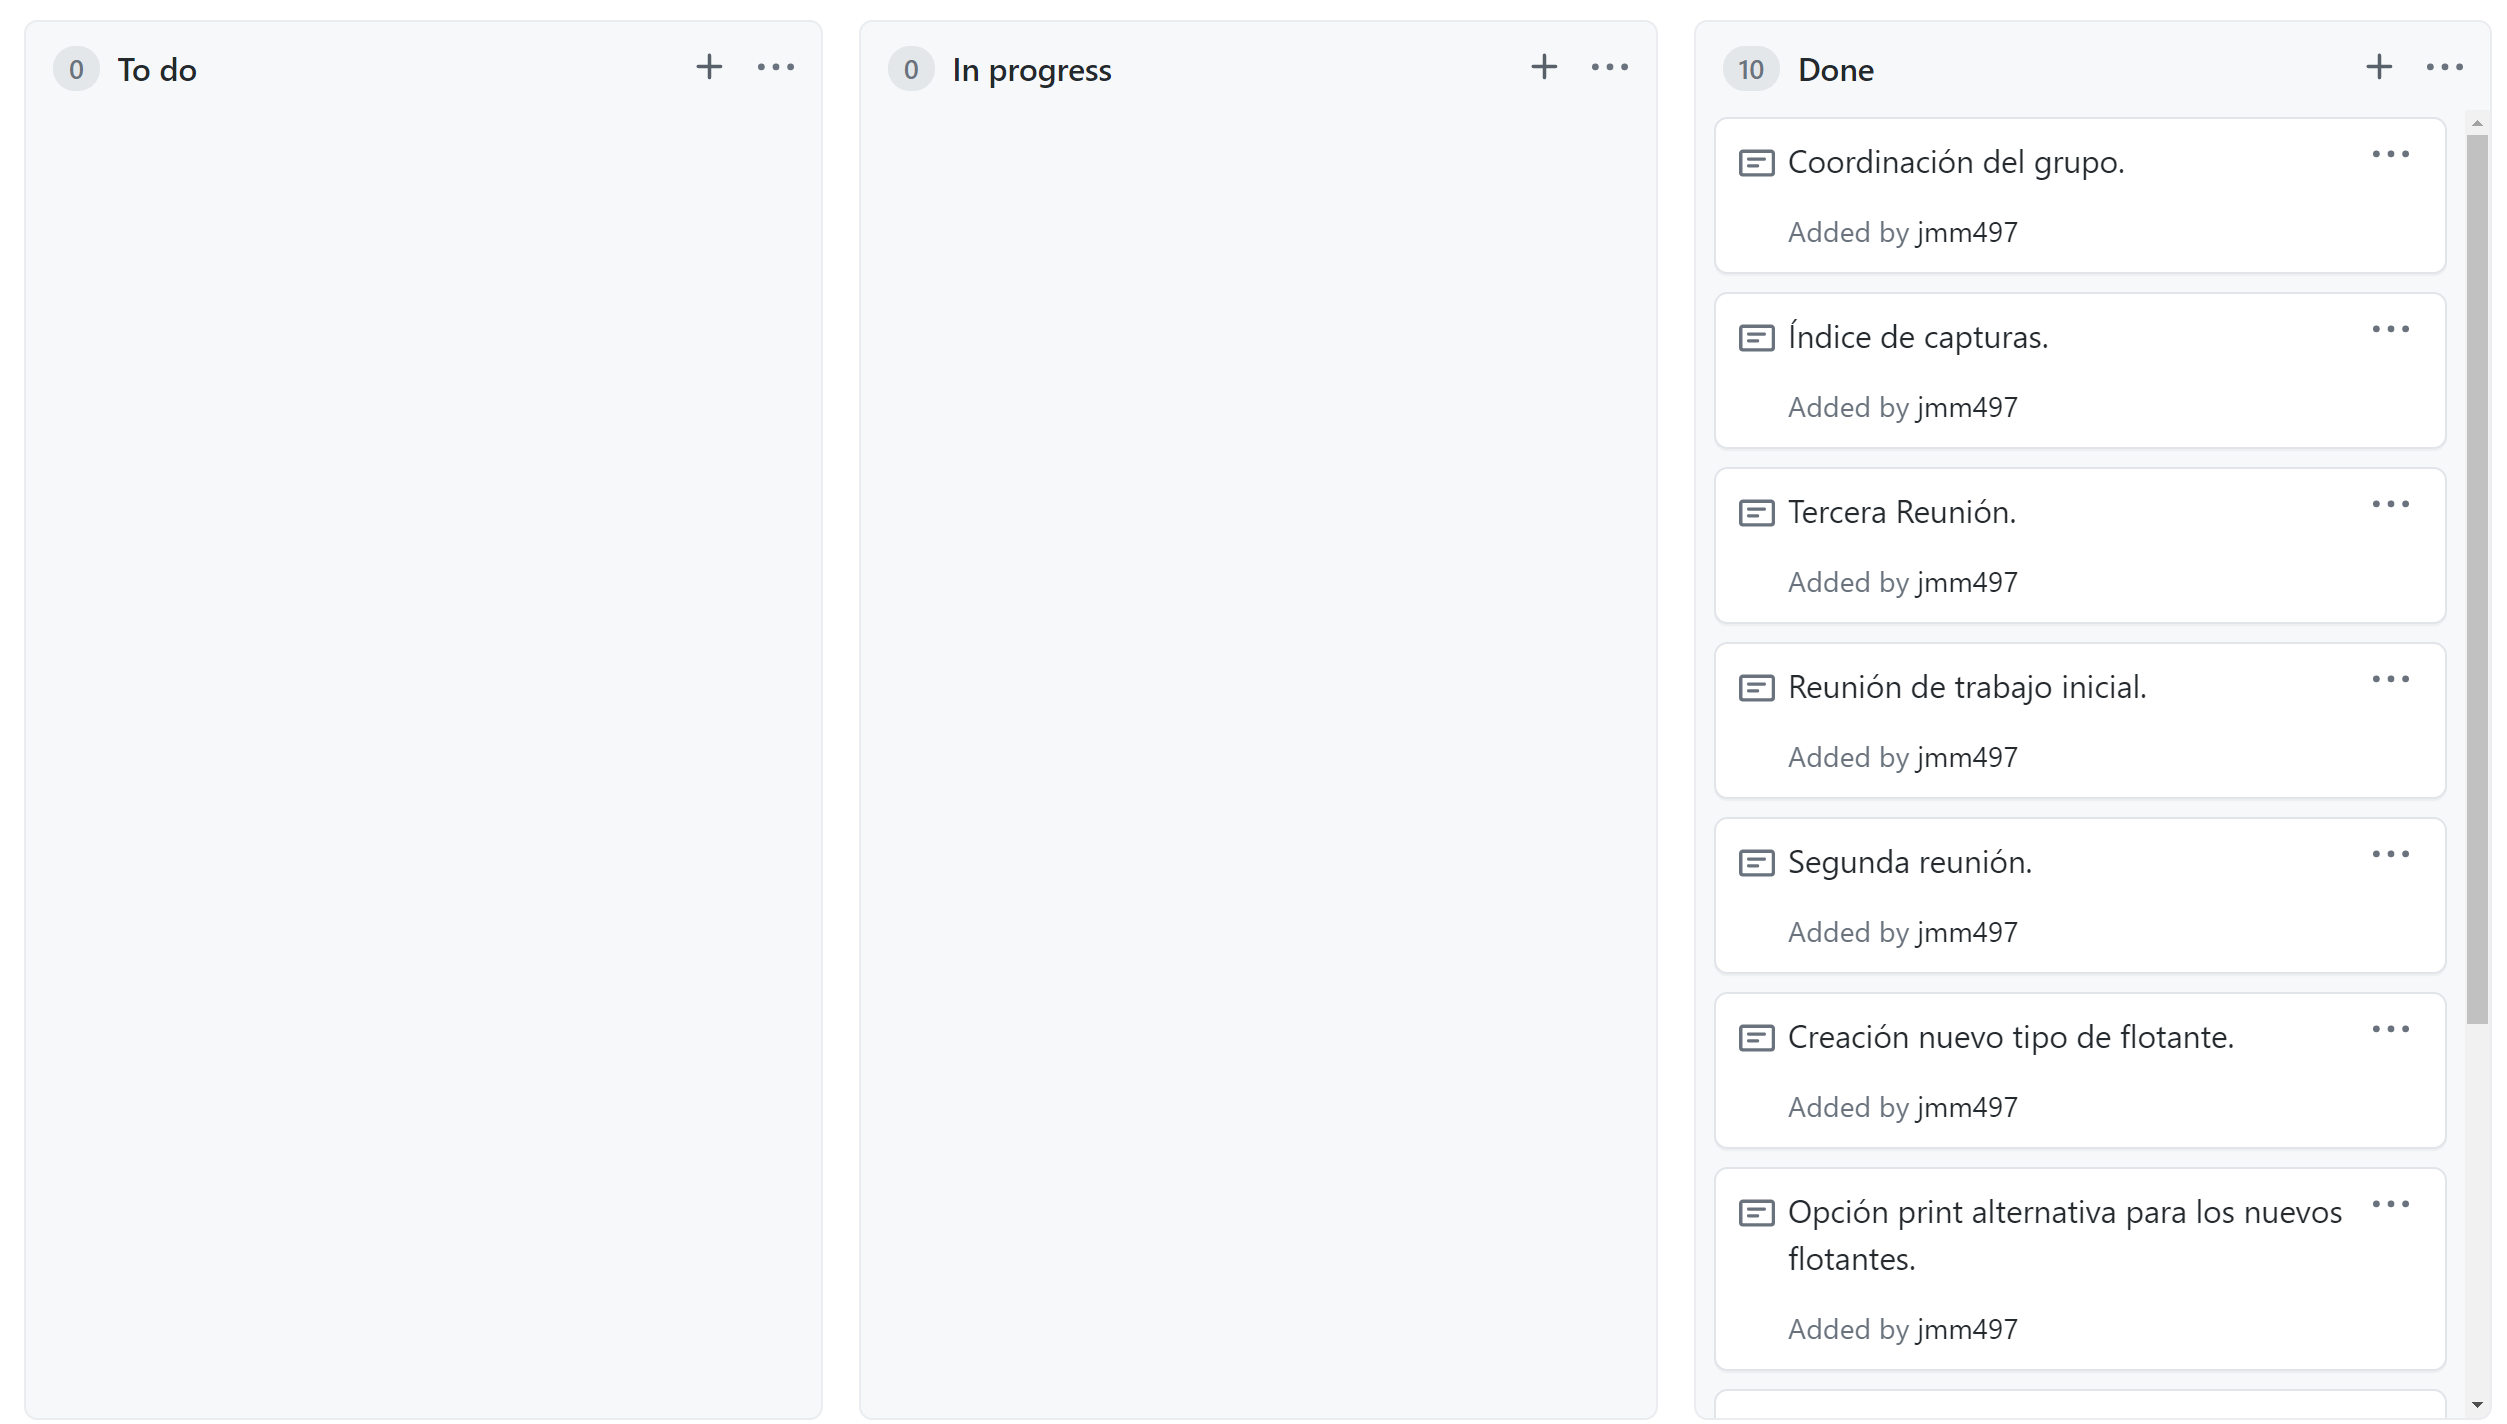 0 To do
0 In progress
10 Done
Coordinación del grupo.
Added by jmm497
Índice de capturas.
Added by jmm497
Tercera Reunión.
Added by jmm497
Reunión de trabajo inicial.
Added by jmm497
Segunda reunión.
Added by jmm497
Creación nuevo tipo de flotante.
Added by jmm497
Opción print alternativa para los nuevos
flotantes.
Added by jmm497